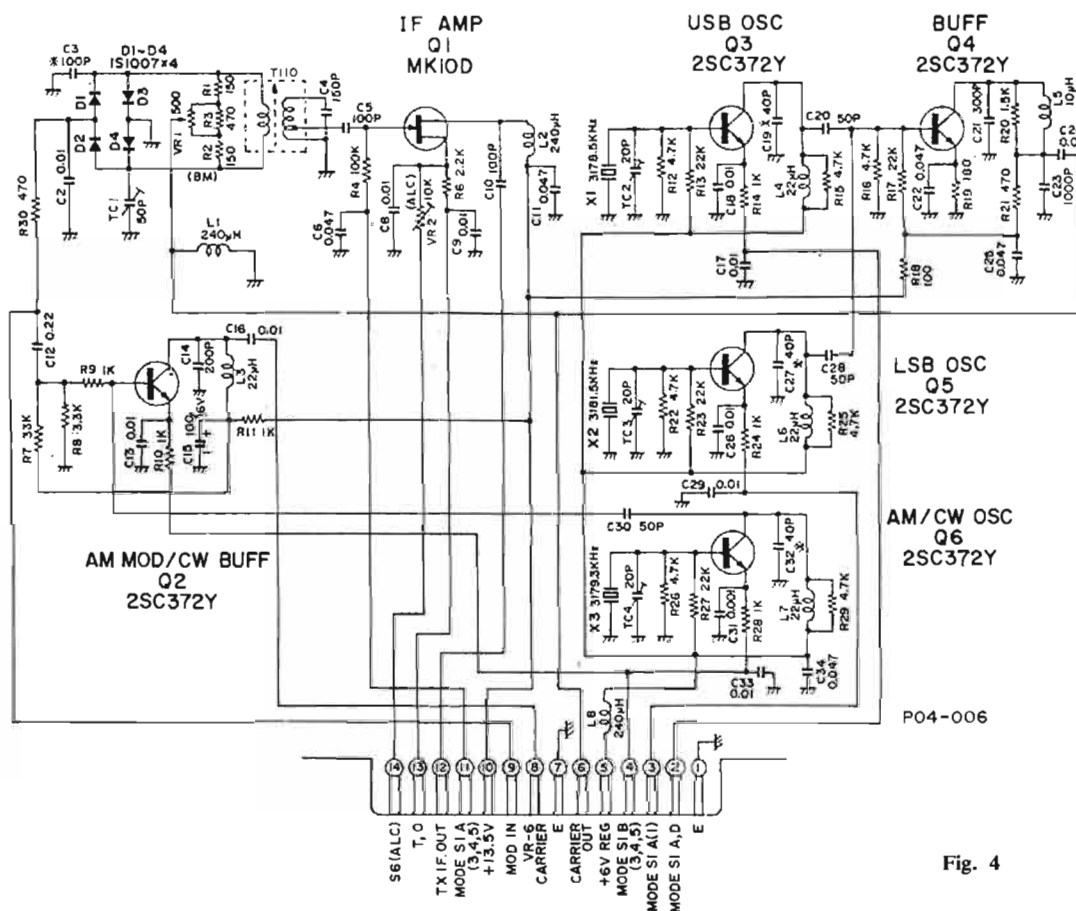 IF AMP
Q1
MK10D
USB OSC
Q3
2SC372Y
BUFF
Q4
2SC372Y
C3
*100P
D1~D4
1S1007×4
T110
C4
150P
C5
100P
D1
D2
D3
D4
VR1 500
R1
150
R3
470
R2
150
(BM)
R30 470
C2 0.01
TC1
50P
L1
240μH
R4 100K
C6
0.047
C8 0.01
(ALC)
10K
VR2
R6 2.2K
C9
0.01
C10 100P
L2
240μH
C11 0.047
X1 3178.5KHz
TC2 20P
R12 4.7K
R13 22K
C18 0.01
R14 1K
C17
0.01
C19 * 40P
L4
22μH
R15 4.7K
C20
50P
R16 4.7K
R17 22K
C22 0.047
R19 180
C21 300P
R20 1.5K
R21 470
L5
10μH
C23
1000P
C25
0.047
R18
100
C12 0.22
R7 33K
R8 3.3K
R9 1K
C13 0.01
R10 1K
C14
200P
C16 0.01
L3
22μH
C15 100
6V
+
R11 1K
AM MOD/CW BUFF
Q2
2SC372Y
X2 3181.5KHz
TC3 20P
R22 4.7K
R23 22K
C26 0.01
R24 1K
C27 40P
*
C28
50P
L6
22μH
R25
4.7K
C29 0.01
LSB OSC
Q5
2SC372Y
C30 50P
X3 3179.3KHz
TC4 20P
R26 4.7K
R27 22K
C31 0.001
R28 1K
C32 40P
*
L7
22μH
R29 4.7K
C33
0.01
C34
0.047
AM/CW OSC
Q6
2SC372Y
L8
240μH
P04-006
14 13 12 11 10 9 8 7 6 5 4 3 2 1
S6(ALC)
T, O
TX IF. OUT
MODE S1 A
(3,4,5)
+13.5V
MOD IN
VR-6
CARRIER
E
CARRIER
OUT
+6V REG
MODE S1B
(3,4,5)
MODE S1 A(1)
MODE S1 A,D
E
Fig. 4